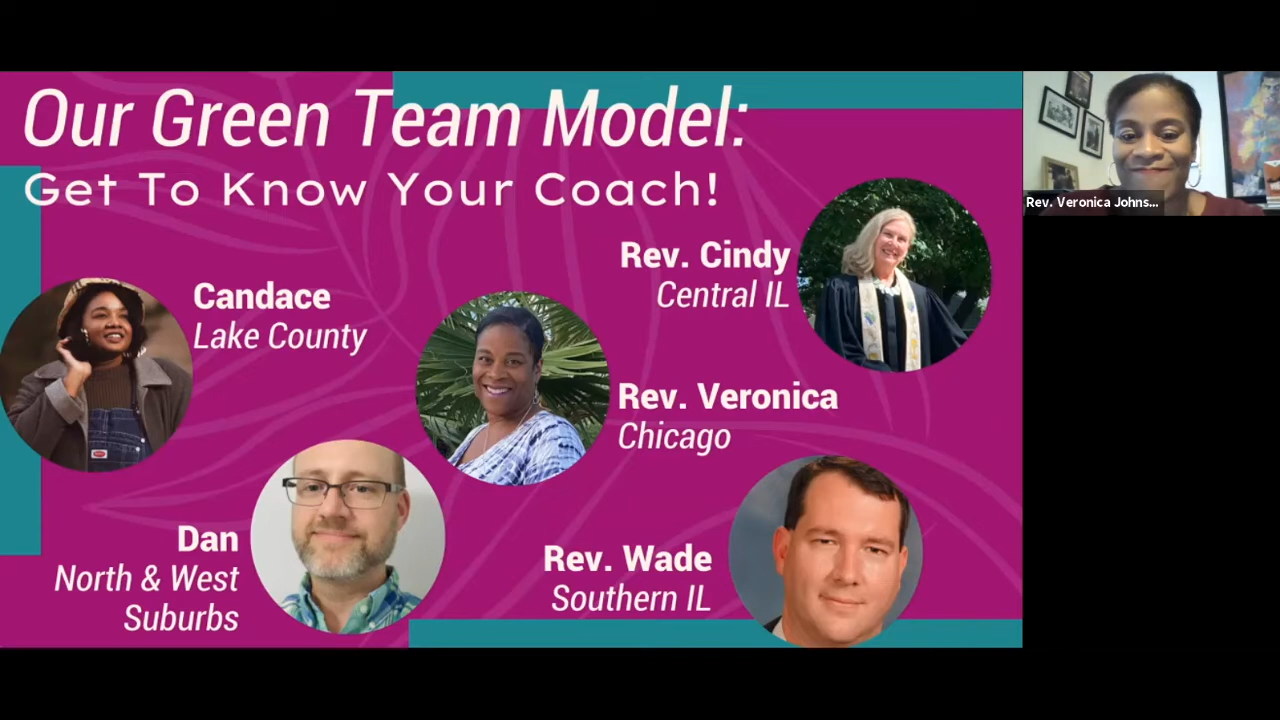 Our Green Team Model:
Get To Know Your Coach!
Rev. Veronica Johns...
Rev. Cindy
Central IL
Candace
Lake County
Rev. Veronica
Chicago
Dan
North & West
Suburbs
Rev. Wade
Southern IL